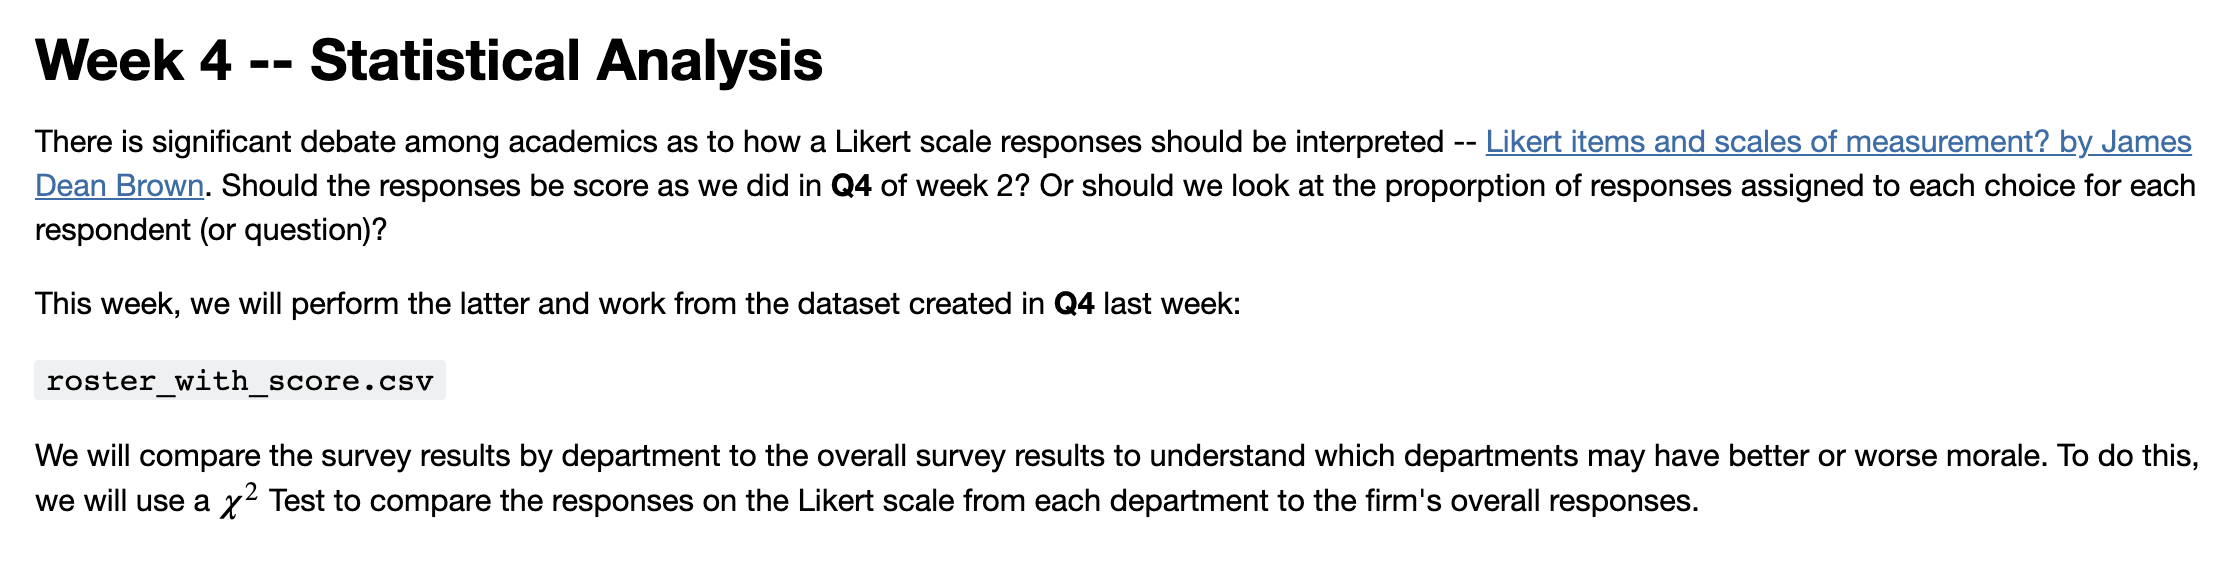 Week 4 -- Statistical Analysis
There is significant debate among academics as to how a Likert scale responses should be interpreted -- Likert items and scales of measurement? by James
Dean Brown. Should the responses be score as we did in Q4 of week 2? Or should we look at the proporption of responses assigned to each choice for each
respondent (or question)?
This week, we will perform the latter and work from the dataset created in Q4 last week:
roster_with_score.csv
We will compare the survey results by department to the overall survey results to understand which departments may have better or worse morale. To do this,
we will use a χ² Test to compare the responses on the Likert scale from each department to the firm's overall responses.